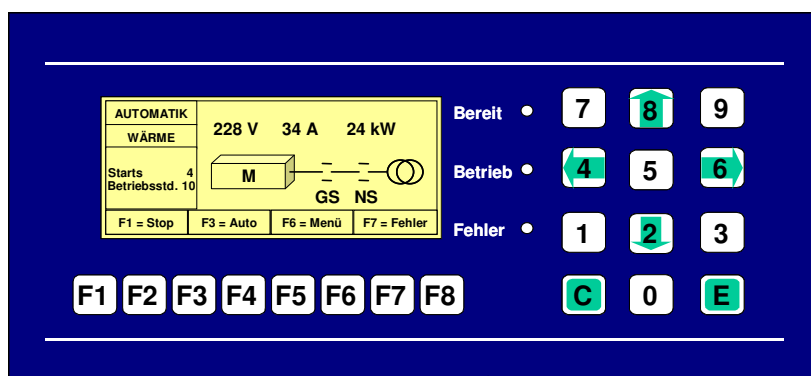 AUTOMATIK
WÄRME
228 V 34 A 24 kW
Starts 4
Betriebsstd. 10
M
GS NS
F1 = Stop F3 = Auto F6 = Menü F7 = Fehler
Bereit
Betrieb
Fehler
7 8 9
4 5 6
1 2 3
C 0 E
F1 F2 F3 F4 F5 F6 F7 F8